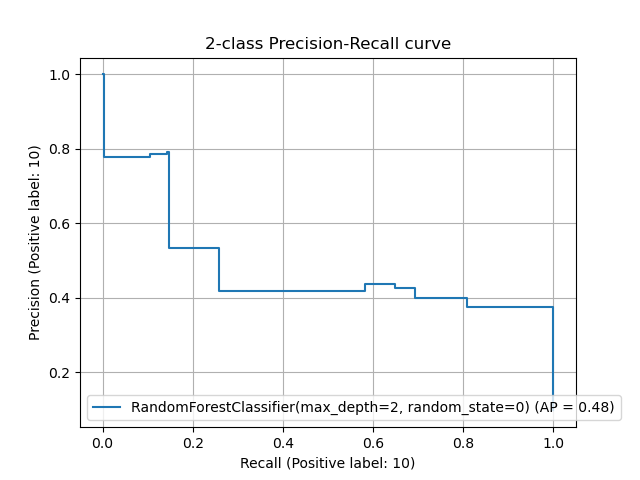 2-class Precision-Recall curve
1.0
0.8
0.6
0.4
0.2
Precision (Positive label: 10)
RandomForestClassifier(max_depth=2, random_state=0) (AP = 0.48)
0.0 0.2 0.4 0.6 0.8 1.0
Recall (Positive label: 10)